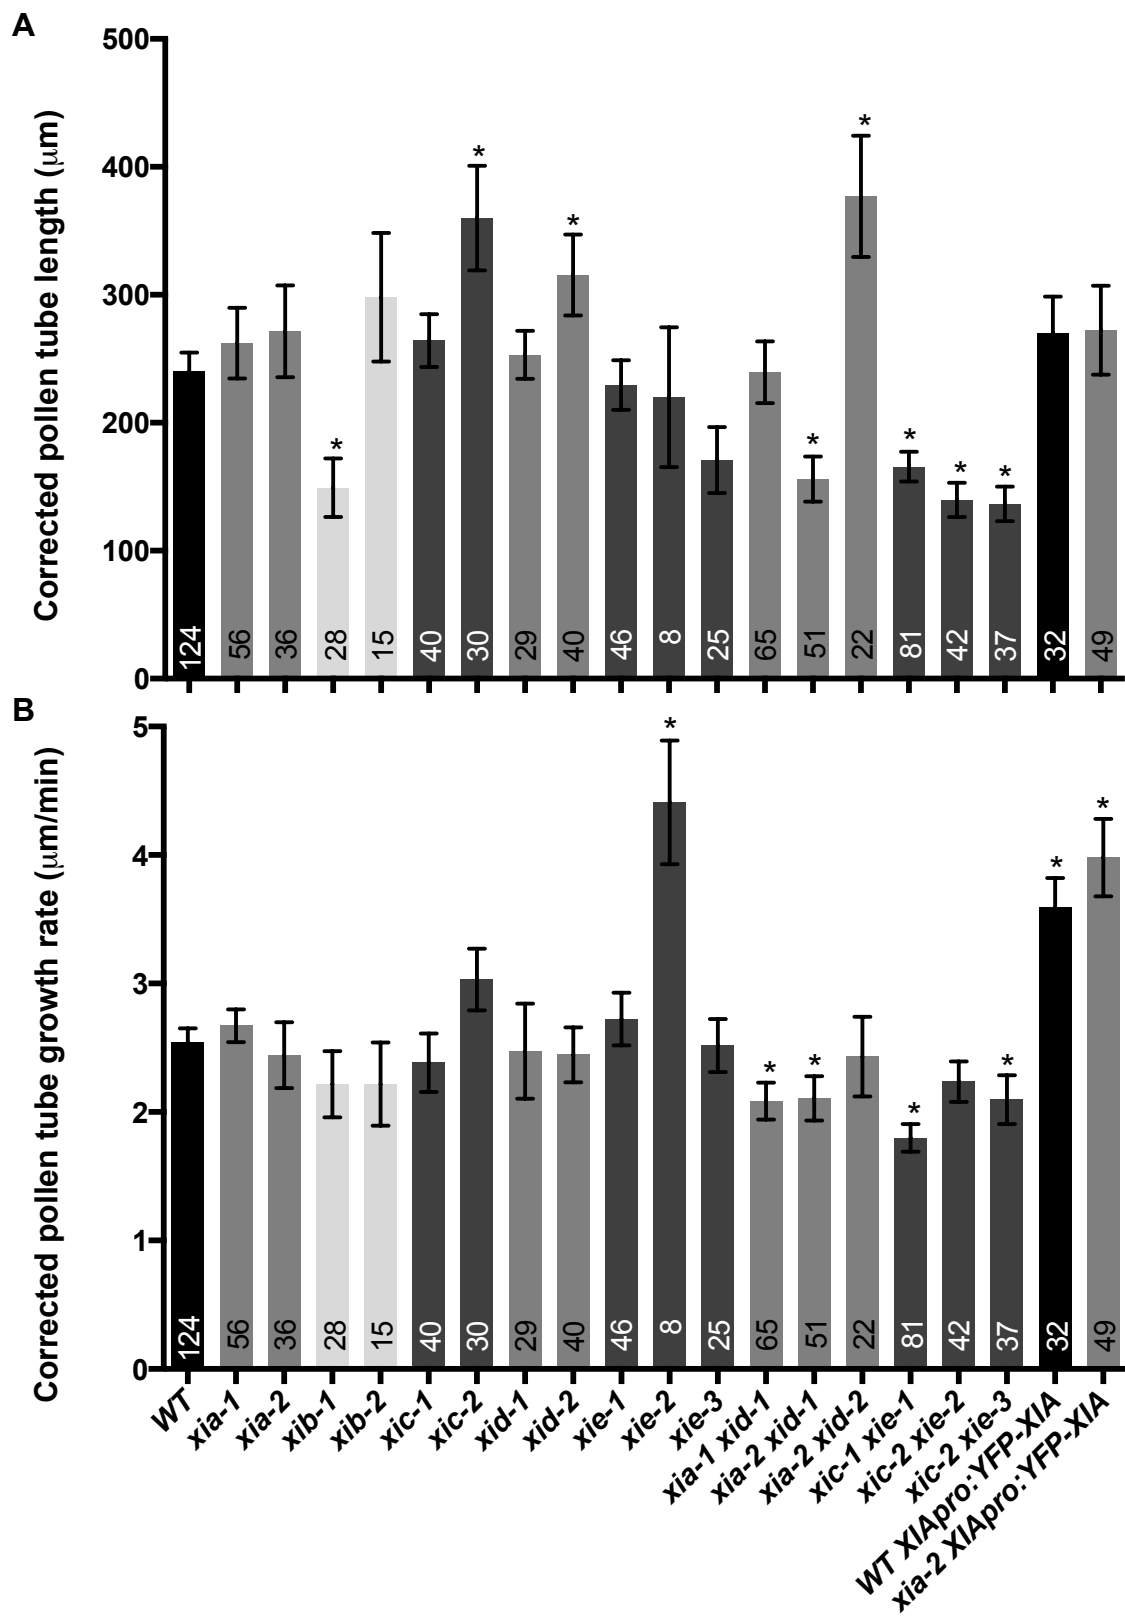 A
Corrected pollen tube length (μm)
500
400
300
200
100
0
* * * * * * * *
124 56 36 28 15 40 30 29 40 46 8 25 65 51 22 81 42 37 32 49
B
Corrected pollen tube growth rate (μm/min)
5
4
3
2
1
0
* * * * * * *
124 56 36 28 15 40 30 29 40 46 8 25 65 51 22 81 42 37 32 49
WT
xia-1
xia-2
xib-1
xib-2
xic-1
xic-2
xid-1
xid-2
xie-1
xie-2
xie-3
xia-1 xid-1
xia-2 xid-1
xia-2 xid-2
xic-1 xie-1
xic-2 xie-2
xic-2 xie-3
WT XIApro:YFP-XIA
xia-2 XIApro:YFP-XIA